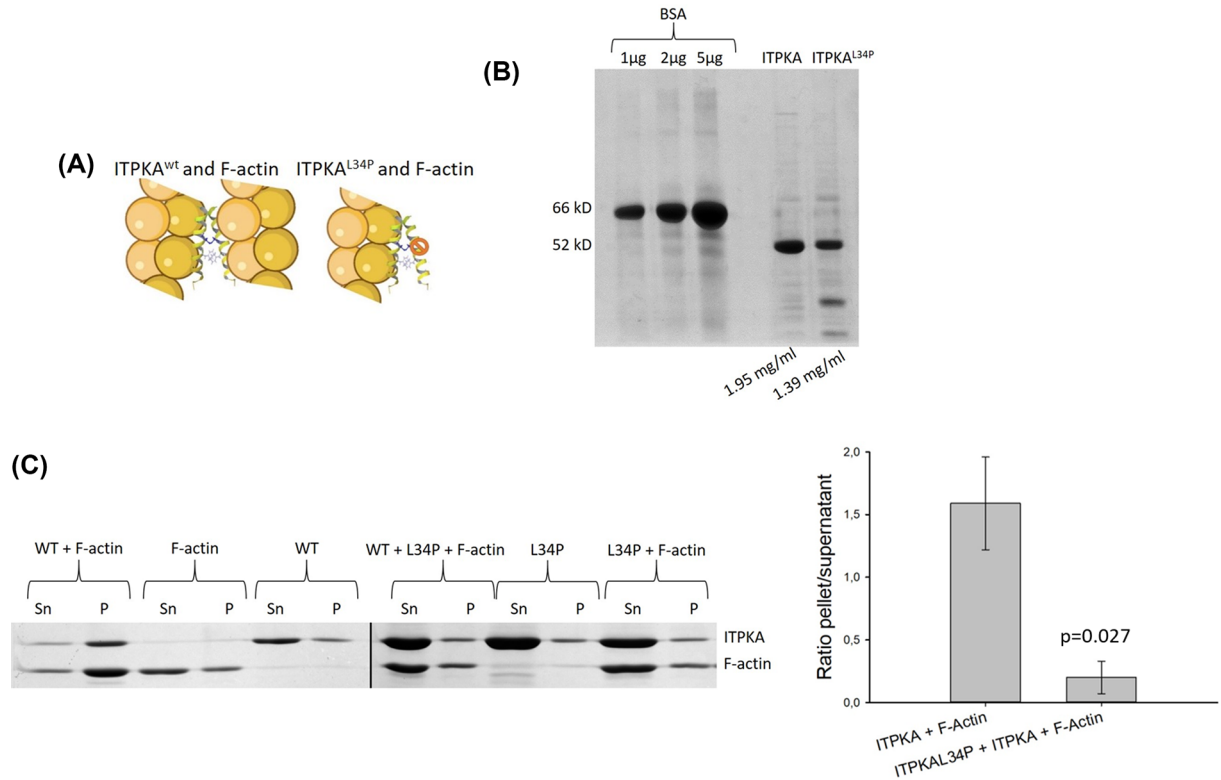 (A)
ITPKAwt and F-actin
ITPKAL34P and F-actin
(B)
BSA
1µg 2µg 5µg ITPKA ITPKAL34P
66 kD
52 kD
1.95 mg/ml
1.39 mg/ml
(C)
WT + F-actin F-actin WT WT + L34P + F-actin L34P L34P + F-actin
Sn P Sn P Sn P Sn P Sn P Sn P
ITPKA
F-actin
Ratio pellet/supernatant
2,0
1,5
1,0
0,5
0,0
p=0.027
ITPKA + F-Actin
ITPKAL34P + ITPKA + F-Actin